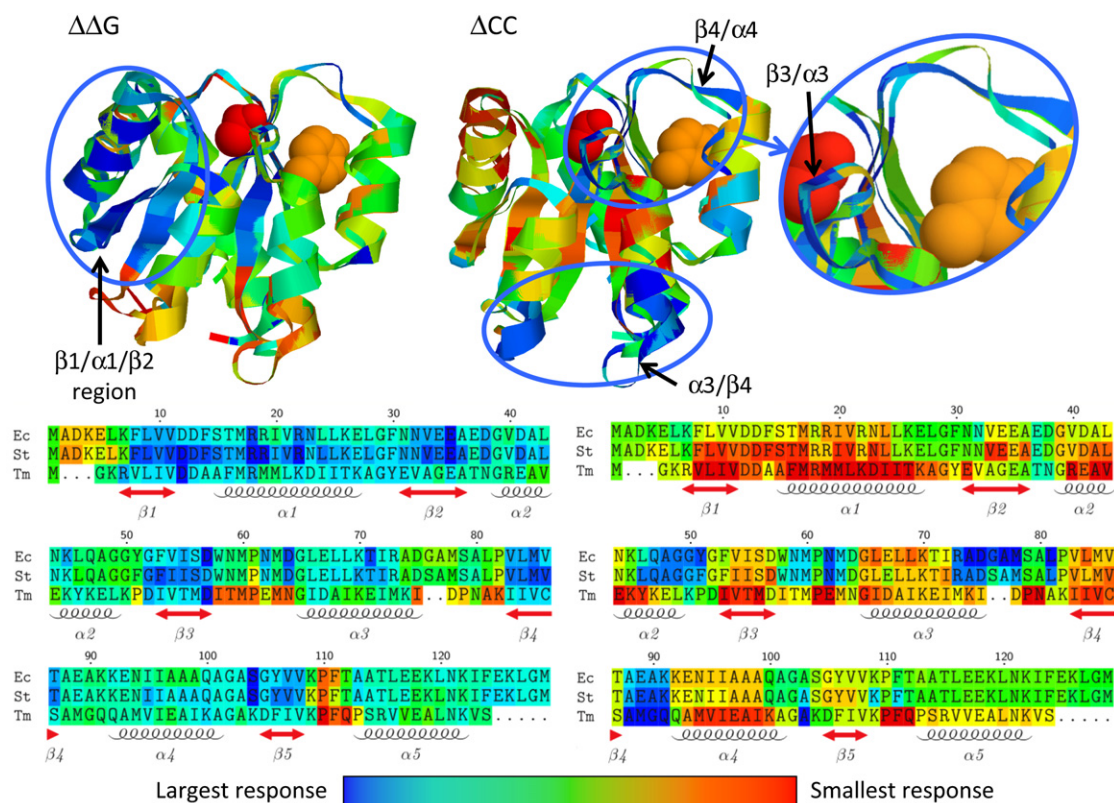 ΔΔG
ΔCC
β4/α4
β3/α3
β1/α1/β2
region
α3/β4
10 20 30 40
Ec MADKELKFLVVDDFSTMRRIVRNLLKELGFNNVEEAEDGVDAL
St MADKELKFLVVDDFSTMRRIVRNLLKELGFNNVEEAEDGVDAL
Tm M...GKRVLIVDDAAFMRMMLKDIITKAGYEVAGEATNGREAV
β1 α1 β2 α2
50 60 70 80
Ec NKLQAGGYGFVISDWNMPNMDGLELLKTIRADGAMSALPVLMV
St NKLQAGGFGFIISDWNMPNMDGLELLKTIRADSAMSALPVLMV
Tm EKYKELKPDIVTMDITMPEMNGIDAIKEIMKI..DPNAKIIVC
α2 β3 α3 β4
90 100 110 120
Ec TAEAKKENIIAAAQAGASGYVVKPFTAATLEEKLNKIFEKLGM
St TAEAKKENIIAAAQAGASGYVVKPFTAATLEEKLNKIFEKLGM
Tm SAMGQQAMVIEAIKAGAKDFIVKPFQPSRVVEALNKVS.....
β4 α4 β5 α5
10 20 30 40
Ec MADKELKFLVVDDFSTMRRIVRNLLKELGFNNVEEAEDGVDAL
St MADKELKFLVVDDFSTMRRIVRNLLKELGFNNVEEAEDGVDAL
Tm M...GKRVLIVDDAAFMRMMLKDIITKAGYEVAGEATNGREAV
β1 α1 β2 α2
50 60 70 80
Ec NKLQAGGYGFVISDWNMPNMDGLELLKTIRADGAMSALPVLMV
St NKLQAGGFGFIISDWNMPNMDGLELLKTIRADSAMSALPVLMV
Tm EKYKELKPDIVTMDITMPEMNGIDAIKEIMKI..DPNAKIIVC
α2 β3 α3 β4
90 100 110 120
Ec TAEAKKENIIAAAQAGASGYVVKPFTAATLEEKLNKIFEKLGM
St TAEAKKENIIAAAQAGASGYVVKPFTAATLEEKLNKIFEKLGM
Tm SAMGQQAMVIEAIKAGAKDFIVKPFQPSRVVEALNKVS.....
β4 α4 β5 α5
Largest response
Smallest response